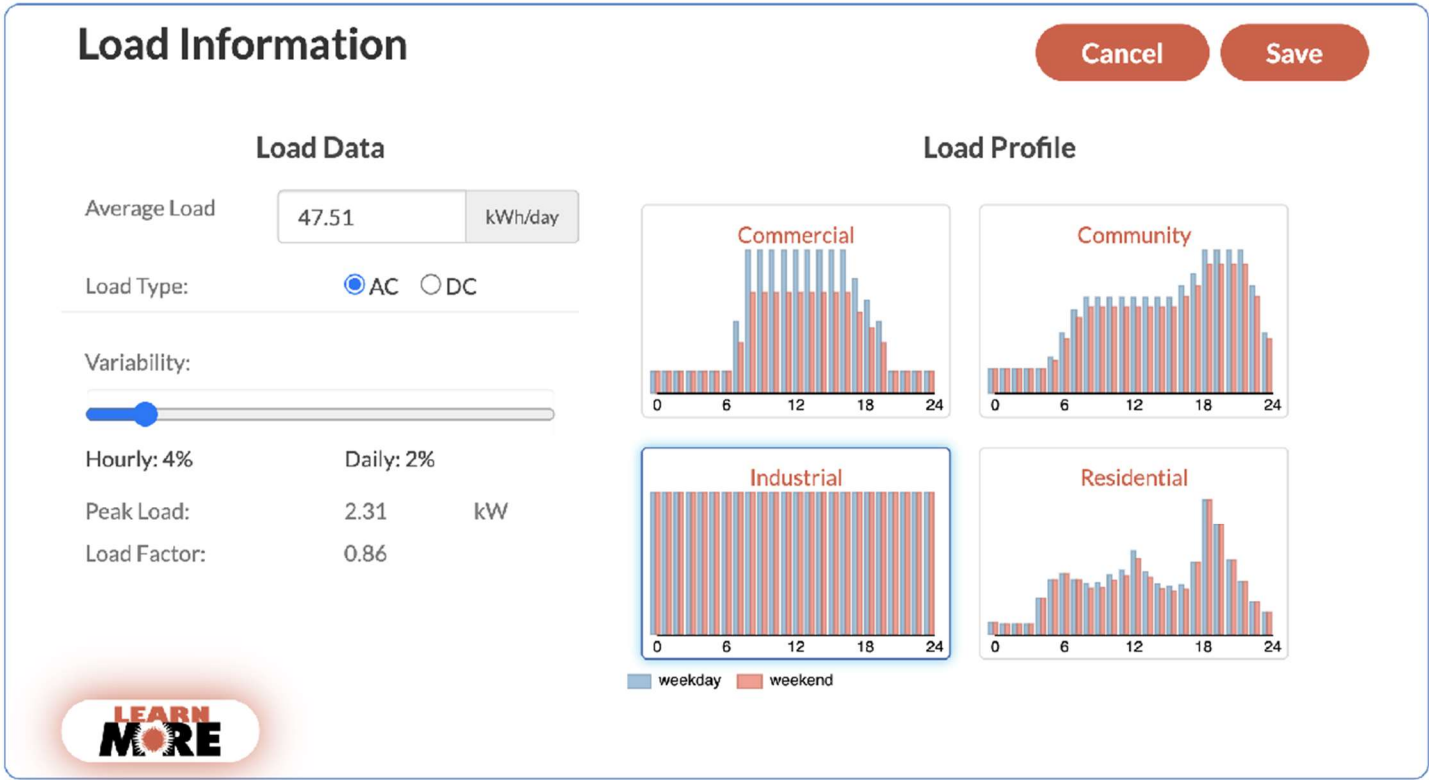 Load Information
Cancel Save
Load Data
Average Load 47.51 kWh/day
Load Type: AC DC
Variability:
Hourly: 4% Daily: 2%
Peak Load: 2.31 kW
Load Factor: 0.86
LEARN
MORE
Load Profile
Commercial
0 6 12 18 24
Community
0 6 12 18 24
Industrial
0 6 12 18 24
Residential
0 6 12 18 24
weekday weekend